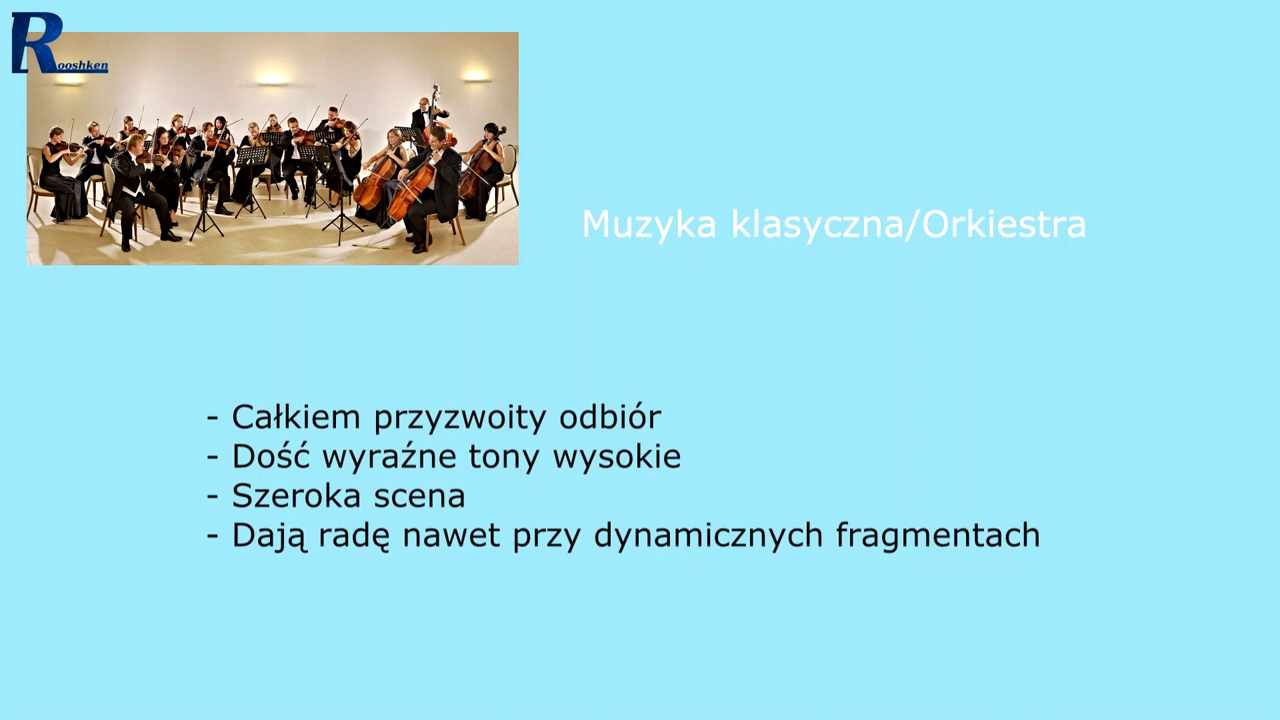 Rooshken
Muzyka klasyczna/Orkiestra
- Całkiem przyzwoity odbiór
- Dość wyraźne tony wysokie
- Szeroka scena
- Dają radę nawet przy dynamicznych fragmentach